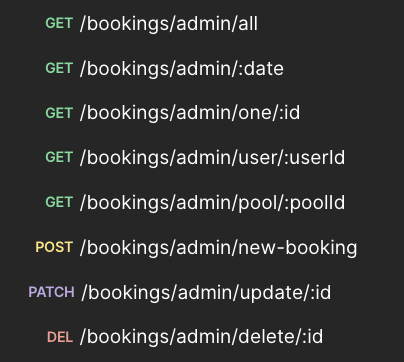 GET /bookings/admin/all
GET /bookings/admin/:date
GET /bookings/admin/one/:id
GET /bookings/admin/user/:userId
GET /bookings/admin/pool/:poolId
POST /bookings/admin/new-booking
PATCH /bookings/admin/update/:id
DEL /bookings/admin/delete/:id